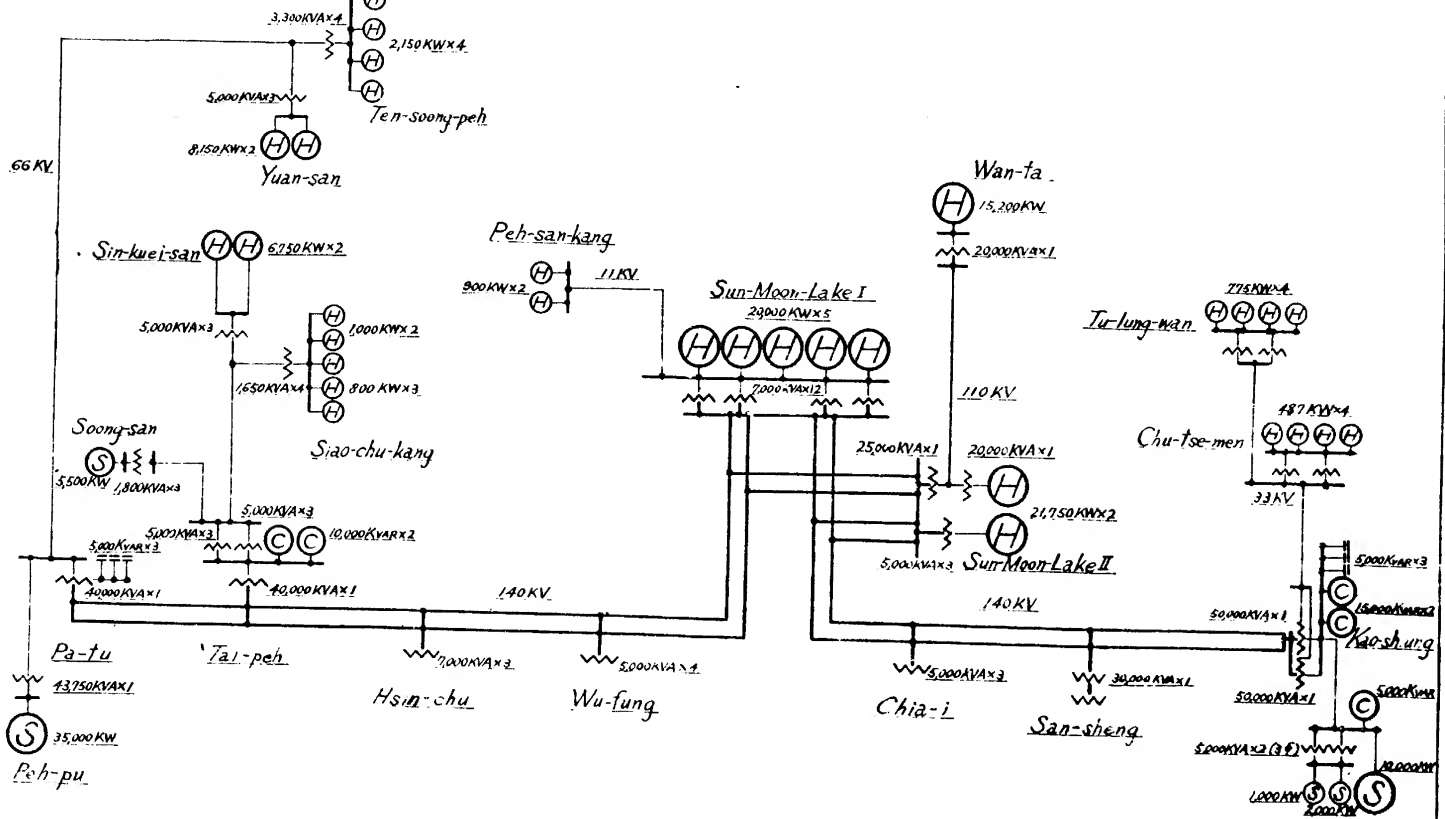 3,300KVA×4
2,150KW×4
Ten-soong-peh
5,000KVA×3
8,150KW×2
Yuan-san
66KV
Sin-kuei-san
6,750KW×2
5,000KVA×3
1,000KW×2
1,650KVA×4
800KW×3
Siao-chu-kang
Soong-san
5,500KW
1,800KVA×3
5,000KVA×3
5,000KVA×3
10,000KVAR×2
5,000KVAR×3
40,000KVA×1
40,000KVA×1
Pa-tu
Tai-peh
43,750KVA×1
35,000KW
Peh-pu
140KV
7,000KVA×3
Hsin-chu
5,000KVA×4
Wu-fung
Peh-san-kang
900KW×2
11KV
Sun-Moon-Lake I
20,000KW×5
7,000KVA×12
Wan-ta
15,200KW
20,000KVA×1
110KV
25,000KVA×1
20,000KVA×1
21,750KW×2
5,000KVA×3
Sun-Moon-Lake II
140KV
5,000KVA×3
Chia-i
30,000KVA×1
San-sheng
775KW×4
Tu-lung-wan
487KW×4
Chu-tse-men
33KV
5,000KVAR×3
50,000KVA×1
15,000KVAR×2
Kao-shung
50,000KVA×1
5,000KVAR
5,000KVA×2(3φ)
10,000KW
1,000KW
2,000KW
H
S
C